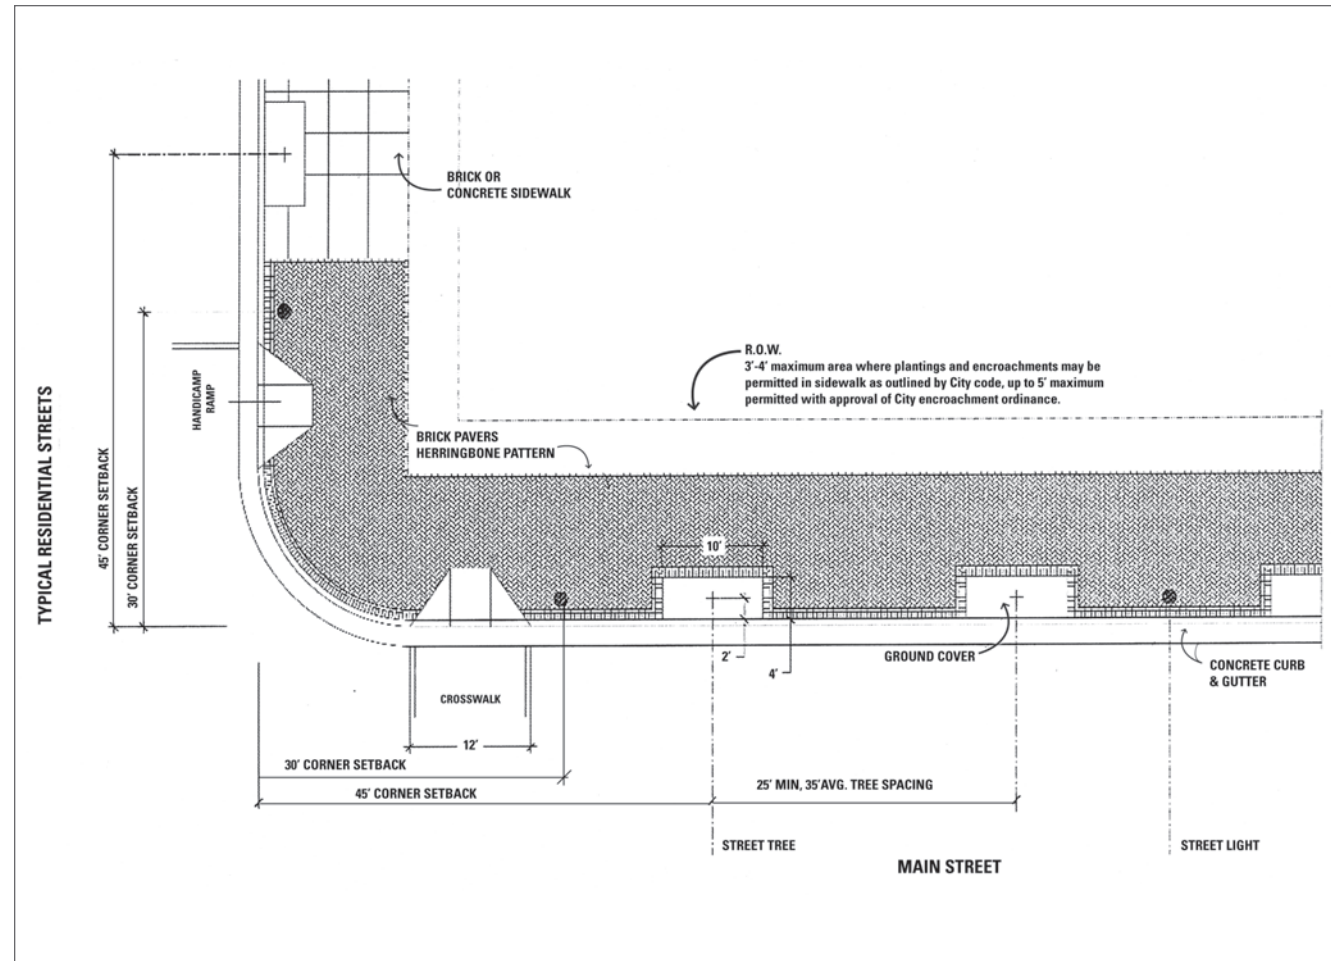 BRICK OR
CONCRETE SIDEWALK
R.O.W.
3'-4' maximum area where plantings and encroachments may be
permitted in sidewalk as outlined by City code, up to 5' maximum
permitted with approval of City encroachment ordinance.
HANDICAMP
RAMP
TYPICAL RESIDENTIAL STREETS
45' CORNER SETBACK
30' CORNER SETBACK
BRICK PAVERS
HERRINGBONE PATTERN
10'
2'
4'
GROUND COVER
CONCRETE CURB
& GUTTER
CROSSWALK
12'
30' CORNER SETBACK
45' CORNER SETBACK
25' MIN, 35'AVG. TREE SPACING
STREET TREE
STREET LIGHT
MAIN STREET